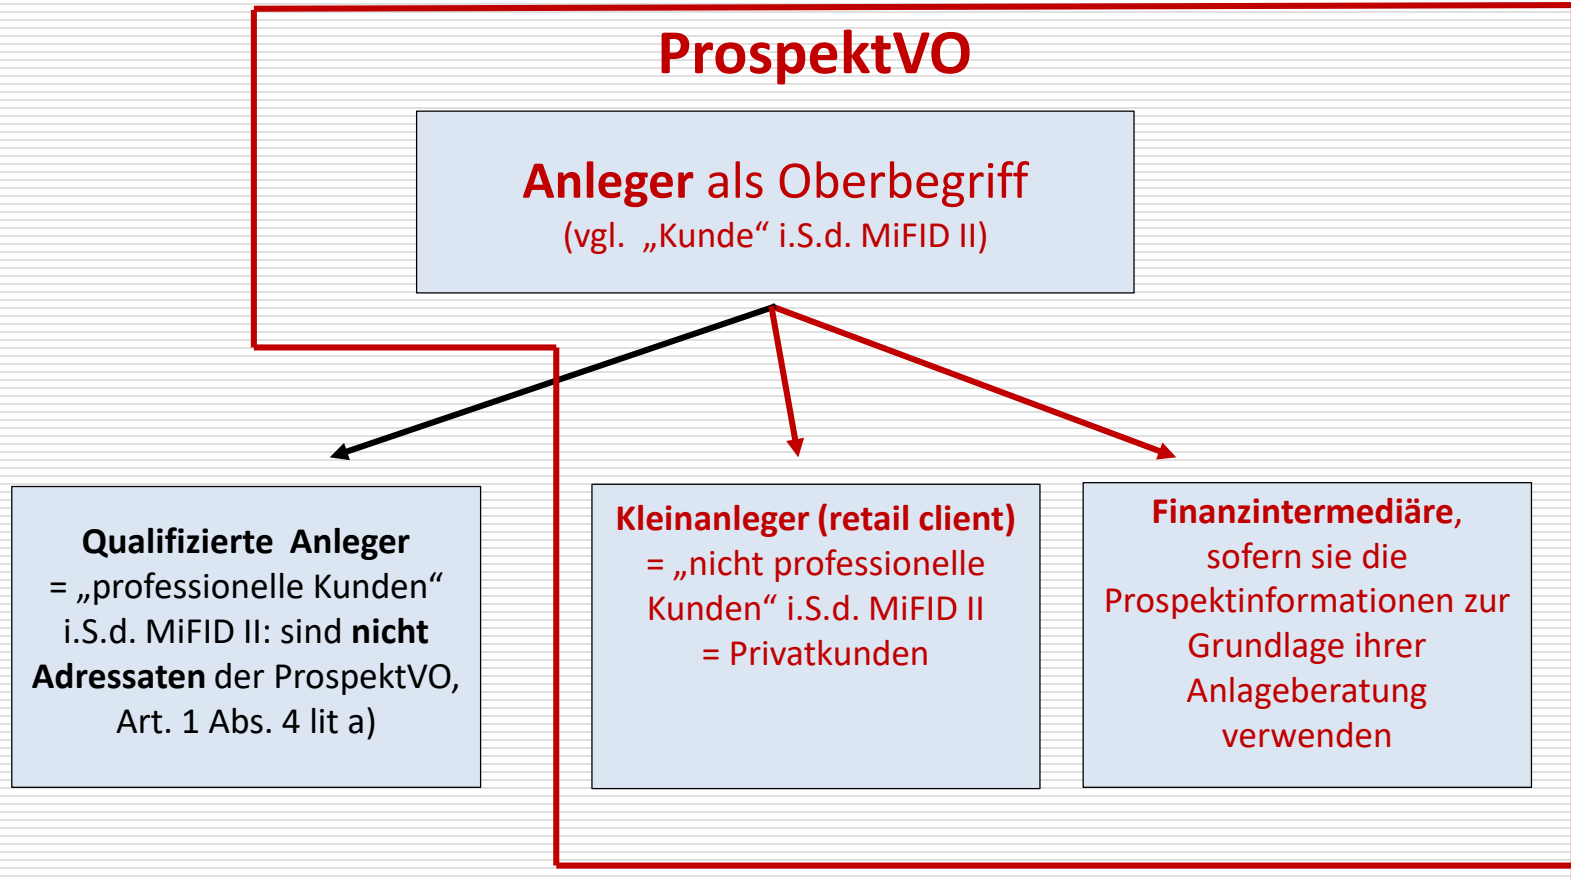 ProspektVO
Anleger als Oberbegriff
(vgl. „Kunde“ i.S.d. MiFID II)
Qualifizierte Anleger
= „professionelle Kunden“
i.S.d. MiFID II: sind nicht
Adressaten der ProspektVO,
Art. 1 Abs. 4 lit a)
Kleinanleger (retail client)
= „nicht professionelle
Kunden“ i.S.d. MiFID II
= Privatkunden
Finanzintermediäre,
sofern sie die
Prospektinformationen zur
Grundlage ihrer
Anlageberatung
verwenden